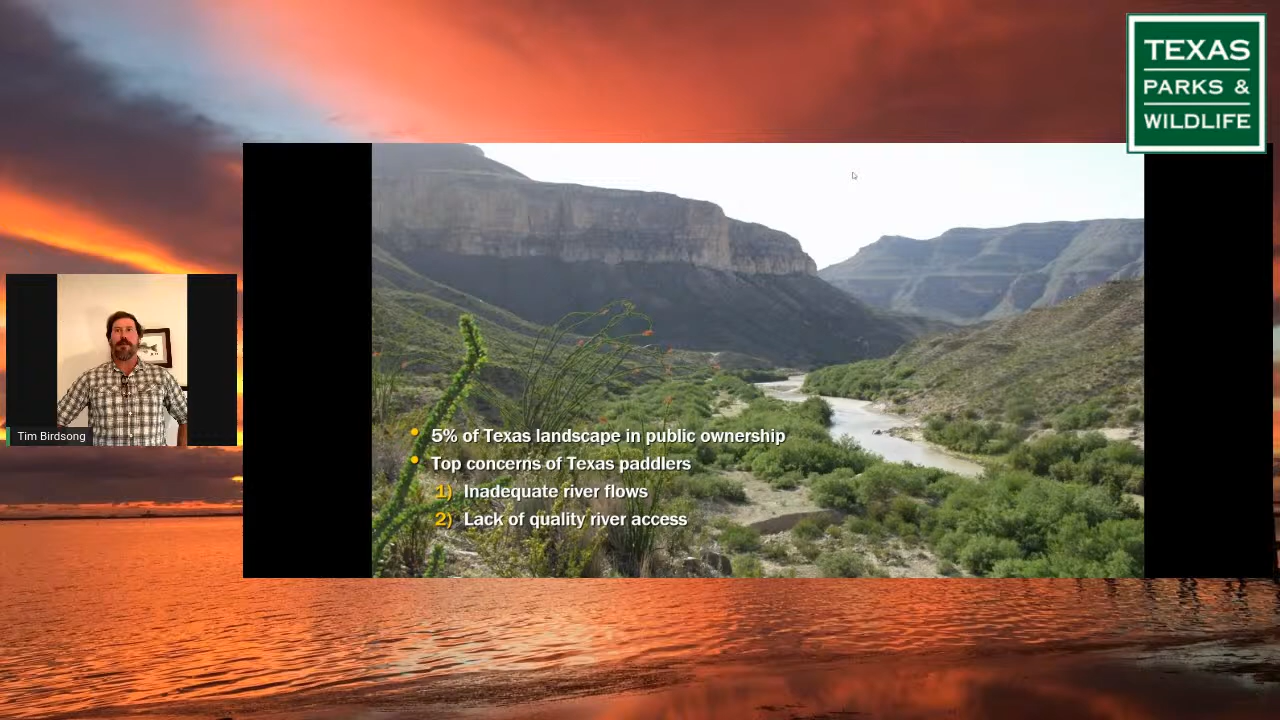 TEXAS
PARKS &
WILDLIFE
Tim Birdsong
• 5% of Texas landscape in public ownership
• Top concerns of Texas paddlers
1) Inadequate river flows
2) Lack of quality river access